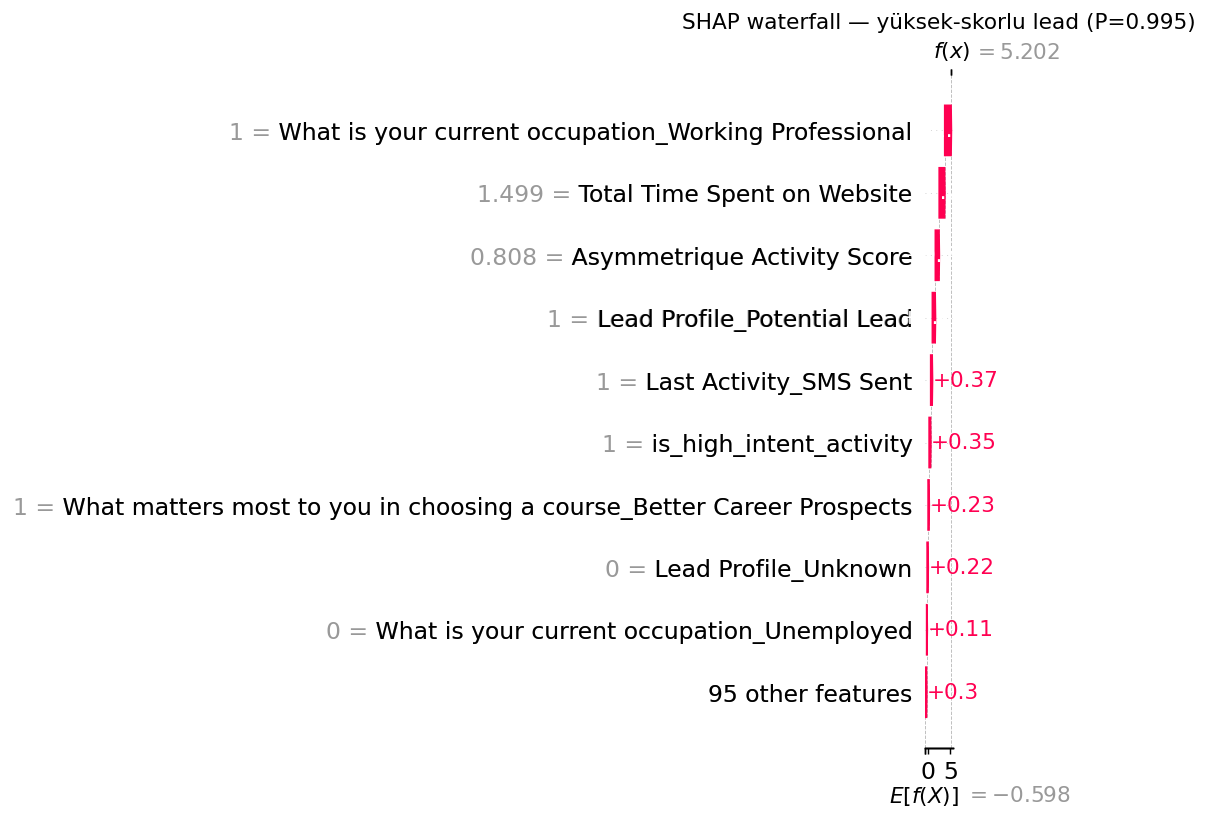 SHAP waterfall — yüksek-skorlu lead (P=0.995)
f(x) = 5.202
1 = What is your current occupation_Working Professional
1.499 = Total Time Spent on Website
0.808 = Asymmetrique Activity Score
1 = Lead Profile_Potential Lead
1 = Last Activity_SMS Sent +0.37
1 = is_high_intent_activity +0.35
1 = What matters most to you in choosing a course_Better Career Prospects +0.23
0 = Lead Profile_Unknown +0.22
0 = What is your current occupation_Unemployed +0.11
95 other features +0.3
0 5
E[f(X)] = −0.598